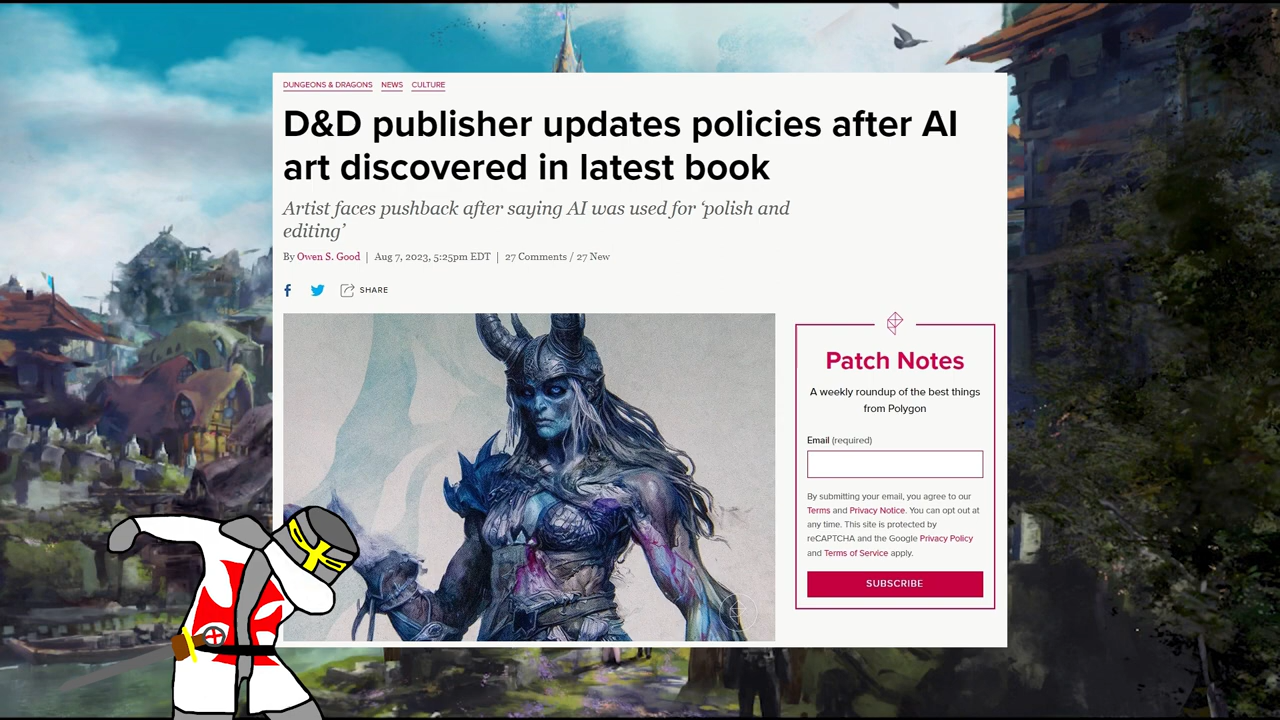 DUNGEONS & DRAGONS NEWS CULTURE
D&D publisher updates policies after AI
art discovered in latest book
Artist faces pushback after saying AI was used for ‘polish and
editing’
By Owen S. Good | Aug 7, 2023, 5:25pm EDT | 27 Comments / 27 New
SHARE
Patch Notes
A weekly roundup of the best things
from Polygon
Email (required)
By submitting your email, you agree to our
Terms and Privacy Notice. You can opt out at
any time. This site is protected by
reCAPTCHA and the Google Privacy Policy
and Terms of Service apply.
SUBSCRIBE